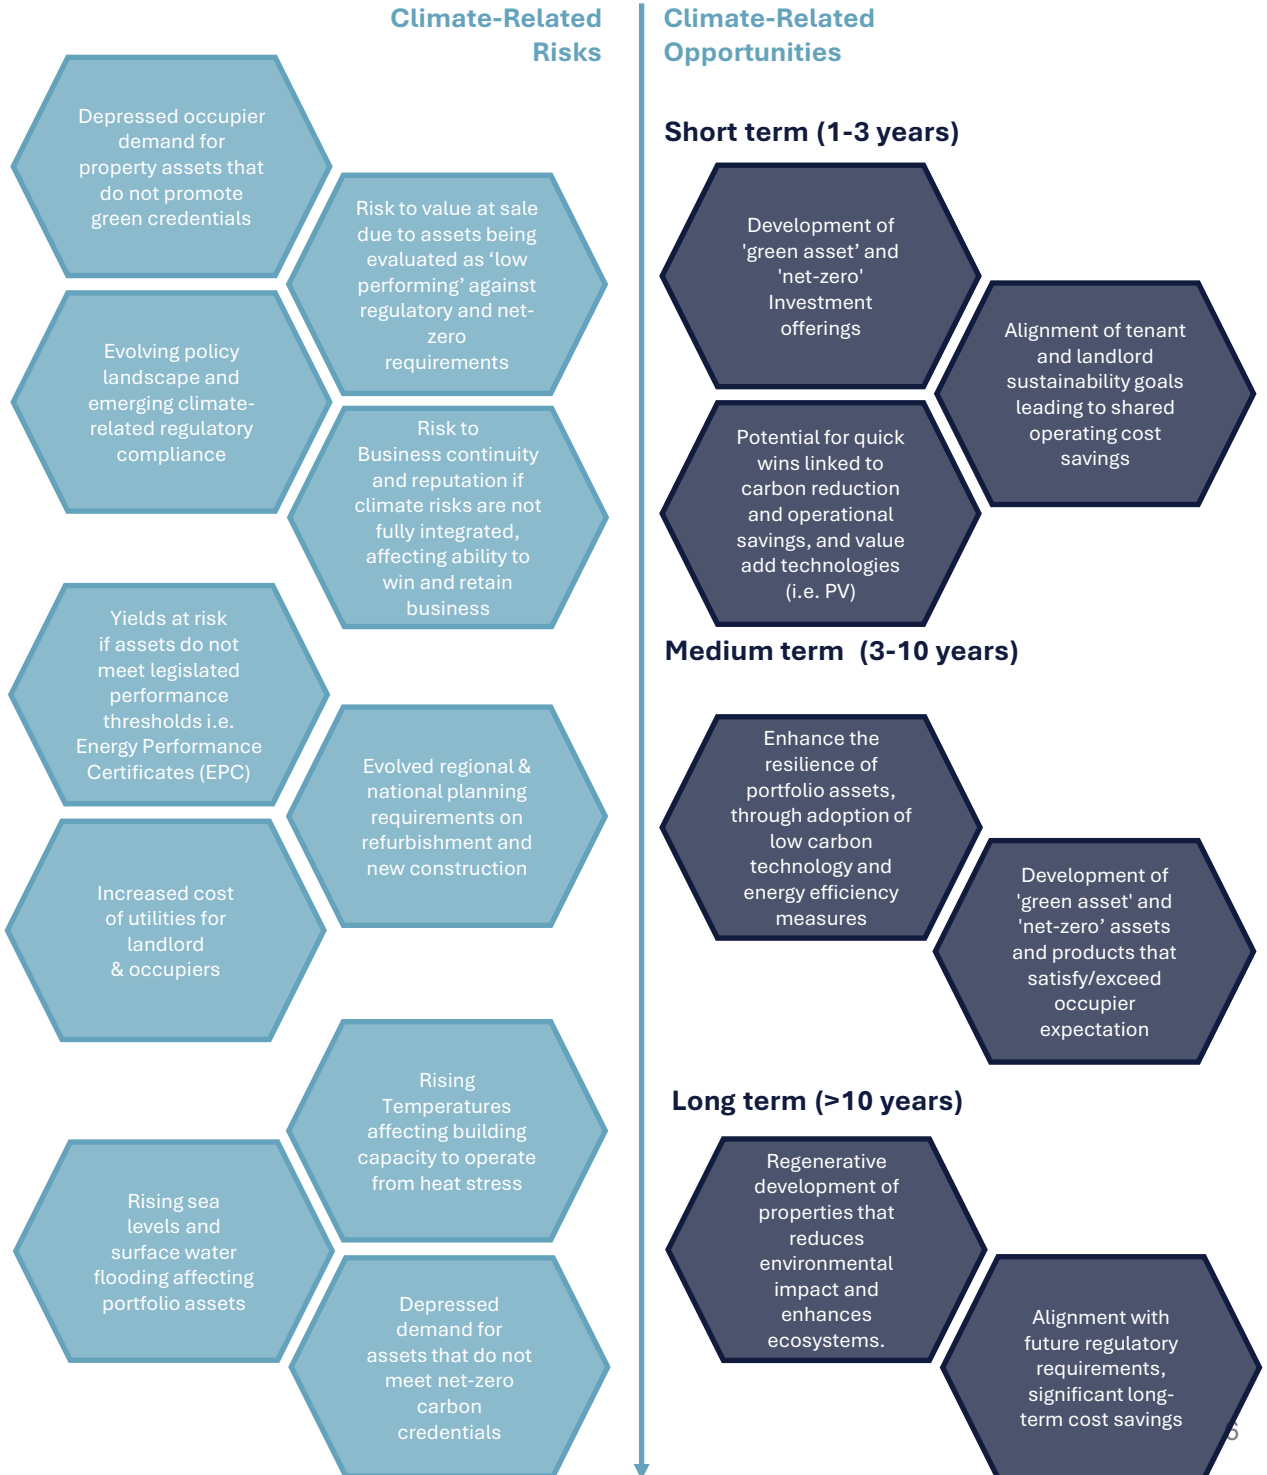 Climate-Related
Risks
Depressed occupier
demand for
property assets that
do not promote
green credentials
Risk to value at sale
due to assets being
evaluated as ‘low
performing’ against
regulatory and net-
zero
requirements
Evolving policy
landscape and
emerging climate-
related regulatory
compliance
Risk to
Business continuity
and reputation if
climate risks are not
fully integrated,
affecting ability to
win and retain
business
Yields at risk
if assets do not
meet legislated
performance
thresholds i.e.
Energy Performance
Certificates (EPC)
Evolved regional &
national planning
requirements on
refurbishment and
new construction
Increased cost
of utilities for
landlord
& occupiers
Rising
Temperatures
affecting building
capacity to operate
from heat stress
Rising sea
levels and
surface water
flooding affecting
portfolio assets
Depressed
demand for
assets that do not
meet net-zero
carbon
credentials
Climate-Related
Opportunities
Short term (1-3 years)
Development of
'green asset’ and
'net-zero'
Investment
offerings
Alignment of tenant
and landlord
sustainability goals
leading to shared
operating cost
savings
Potential for quick
wins linked to
carbon reduction
and operational
savings, and value
add technologies
(i.e. PV)
Medium term (3-10 years)
Enhance the
resilience of
portfolio assets,
through adoption of
low carbon
technology and
energy efficiency
measures
Development of
'green asset' and
'net-zero’ assets
and products that
satisfy/exceed
occupier
expectation
Long term (>10 years)
Regenerative
development of
properties that
reduces
environmental
impact and
enhances
ecosystems.
Alignment with
future regulatory
requirements,
significant long-
term cost savings